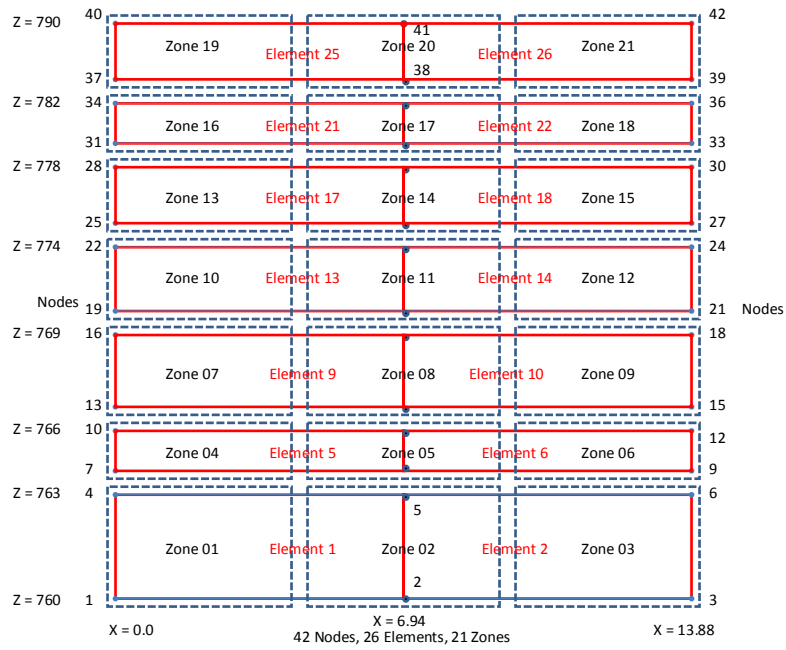 Z = 790 40 42
41
Zone 19 Element 25 Zone 20 Element 26 Zone 21
38
37 39
Z = 782 34 36
Zone 16 Element 21 Zone 17 Element 22 Zone 18
31 33
Z = 778 28 30
Zone 13 Element 17 Zone 14 Element 18 Zone 15
25 27
Z = 774 22 24
Zone 10 Element 13 Zone 11 Element 14 Zone 12
Nodes 19 21 Nodes
Z = 769 16 18
Zone 07 Element 9 Zone 08 Element 10 Zone 09
13 15
Z = 766 10 12
Zone 04 Element 5 Zone 05 Element 6 Zone 06
7 9
Z = 763 4 6
5
Zone 01 Element 1 Zone 02 Element 2 Zone 03
2
Z = 760 1 3
X = 0.0 X = 6.94 X = 13.88
42 Nodes, 26 Elements, 21 Zones